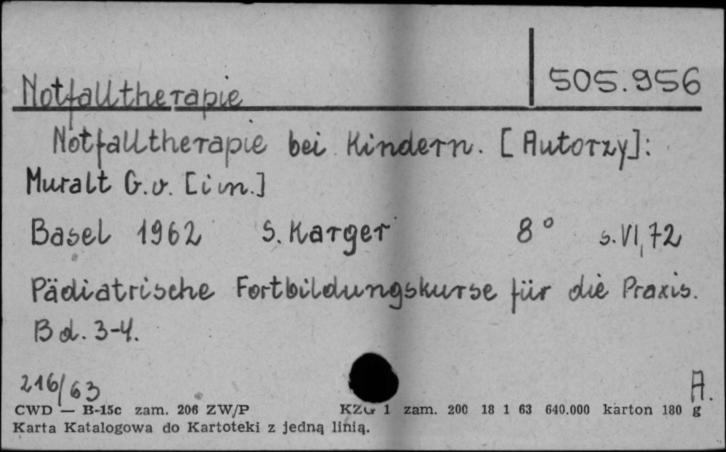 Notfalltherapie 505.956
Notfalltherapie bei Kindern. [Autorzy]:
Muralt G.v. [i in.]
Basel 1962 S. Karger 8° s.VI,72
Pädiatrische Fortbildungskurse für die Praxis.
Bd. 3-4.
216/63 A.
CWD — B-15c zam. 206 ZW/P KZG 1 zam. 200 18 1 63 640.000 karton 180 g
Karta Katalogowa do Kartoteki z jedną linią.